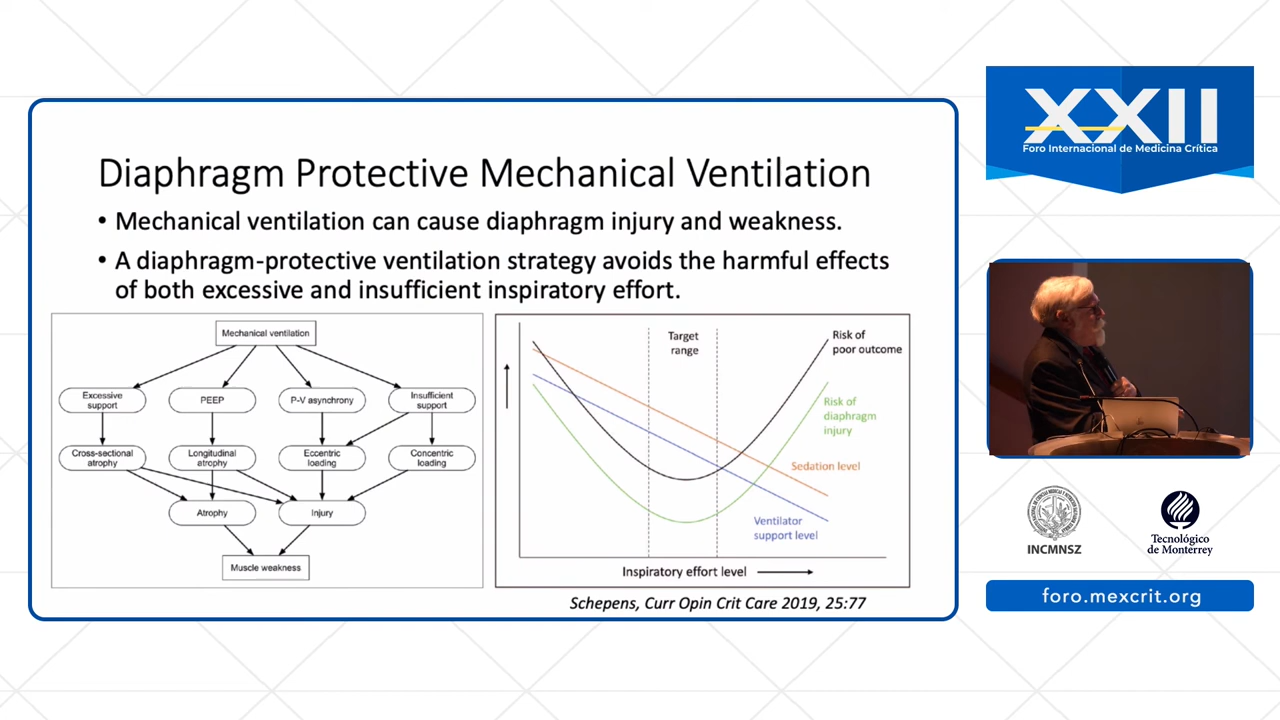 Diaphragm Protective Mechanical Ventilation
• Mechanical ventilation can cause diaphragm injury and weakness.
• A diaphragm-protective ventilation strategy avoids the harmful effects
of both excessive and insufficient inspiratory effort.
Mechanical ventilation
Excessive
support
PEEP
P-V asynchrony
Insufficient
support
Cross-sectional
atrophy
Longitudinal
atrophy
Eccentric
loading
Concentric
loading
Atrophy
Injury
Muscle weakness
Target
range
Risk of
poor outcome
Risk of
diaphragm
injury
Sedation level
Ventilator
support level
Inspiratory effort level
Schepens, Curr Opin Crit Care 2019, 25:77
XXII
Foro Internacional de Medicina Crítica
INCMNSZ
Tecnológico
de Monterrey
foro.mexcrit.org